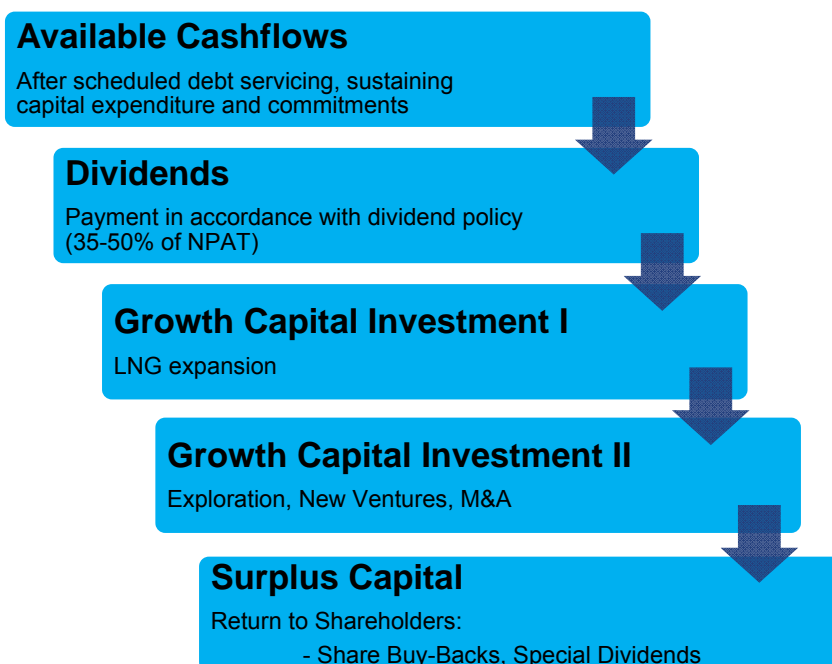 Available Cashflows
After scheduled debt servicing, sustaining
capital expenditure and commitments
Dividends
Payment in accordance with dividend policy
(35-50% of NPAT)
Growth Capital Investment I
LNG expansion
Growth Capital Investment II
Exploration, New Ventures, M&A
Surplus Capital
Return to Shareholders:
- Share Buy-Backs, Special Dividends